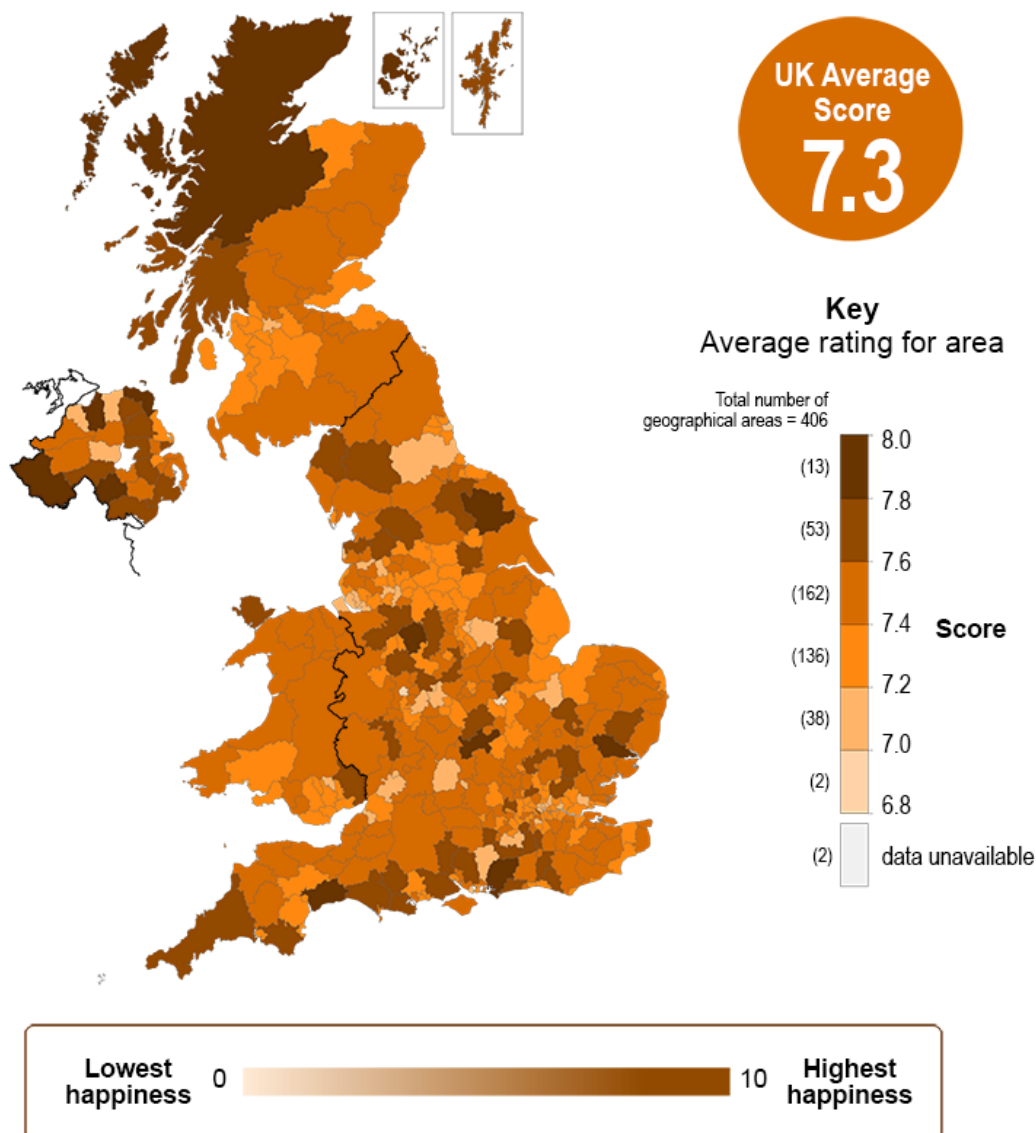 UK Average
Score
7.3
Key
Average rating for area
Total number of
geographical areas = 406
8.0
(13)
7.8
(53)
7.6
(162)
7.4
Score
(136)
7.2
(38)
7.0
(2)
6.8
(2)
data unavailable
Lowest
happiness
0
10
Highest
happiness